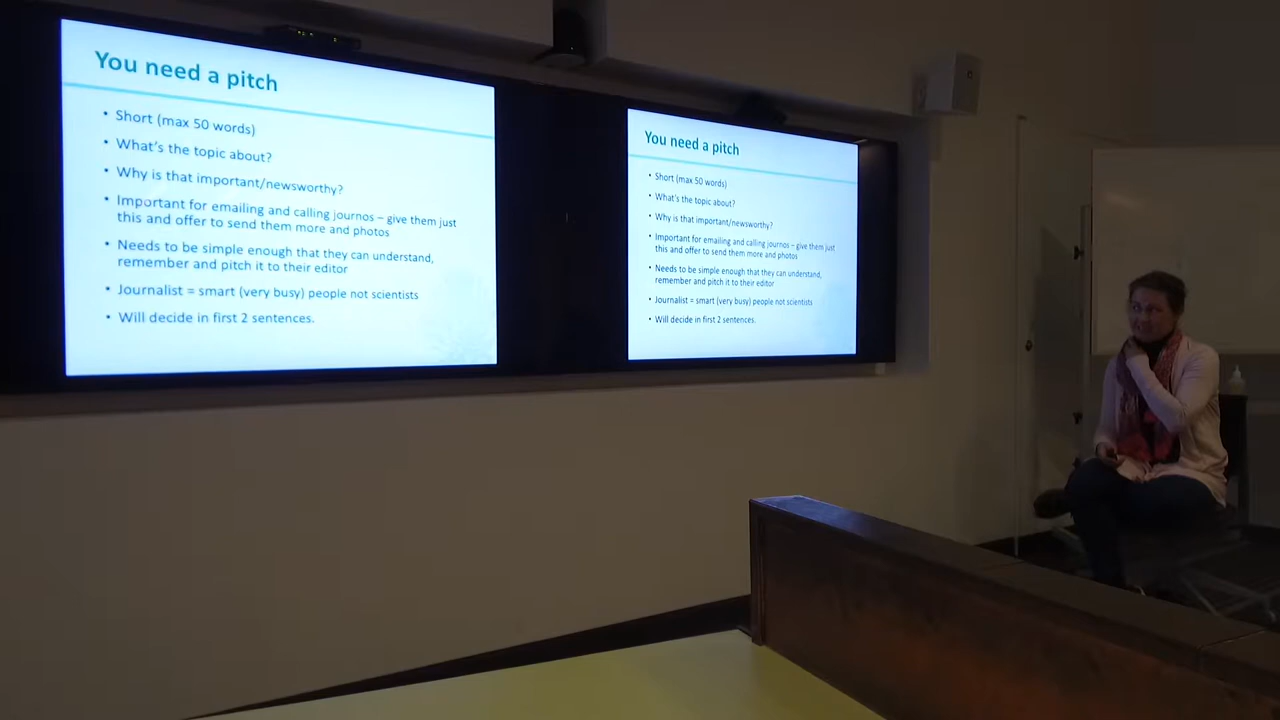 You need a pitch
• Short (max 50 words)
• What's the topic about?
• Why is that important/newsworthy?
• Important for emailing and calling journos – give them just
this and offer to send them more and photos
• Needs to be simple enough that they can understand,
remember and pitch it to their editor
• Journalist = smart (very busy) people not scientists
• Will decide in first 2 sentences.
You need a pitch
• Short (max 50 words)
• What's the topic about?
• Why is that important/newsworthy?
• Important for emailing and calling journos – give them just
this and offer to send them more and photos
• Needs to be simple enough that they can understand,
remember and pitch it to their editor
• Journalist = smart (very busy) people not scientists
• Will decide in first 2 sentences.